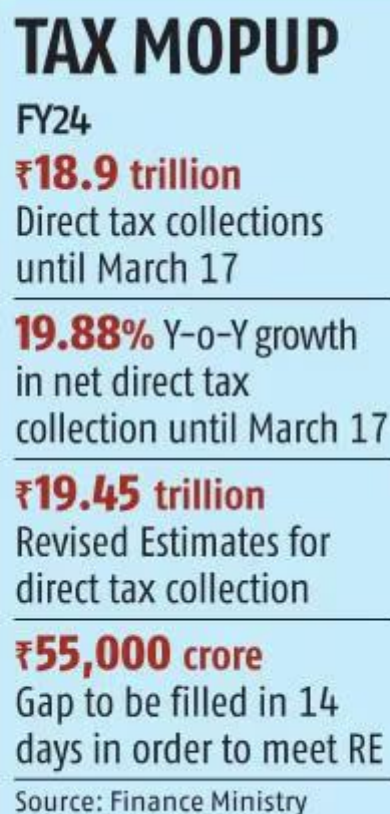 TAX MOPUP
FY24
₹18.9 trillion
Direct tax collections
until March 17
19.88% Y-o-Y growth
in net direct tax
collection until March 17
₹19.45 trillion
Revised Estimates for
direct tax collection
₹55,000 crore
Gap to be filled in 14
days in order to meet RE
Source: Finance Ministry